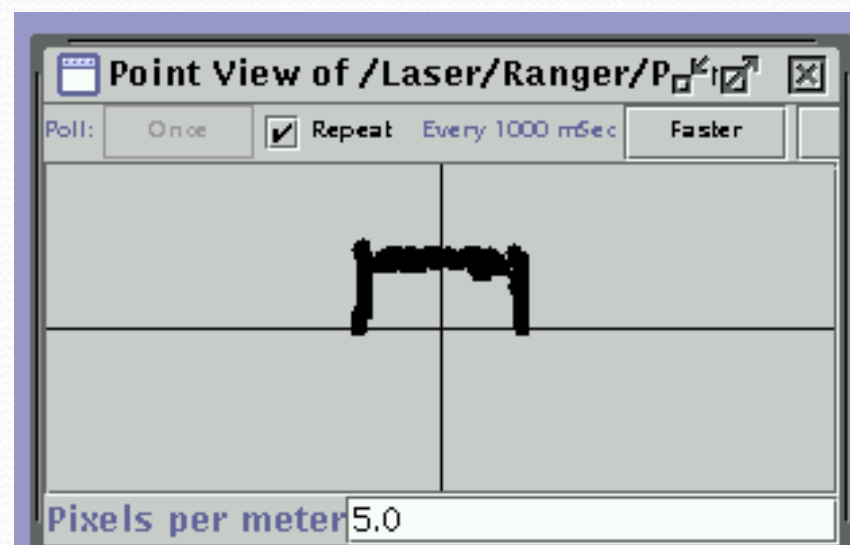 Point View of /Laser/Ranger/P
Poll: Once Repeat Every 1000 mSec Faster
Pixels per meter 5.0